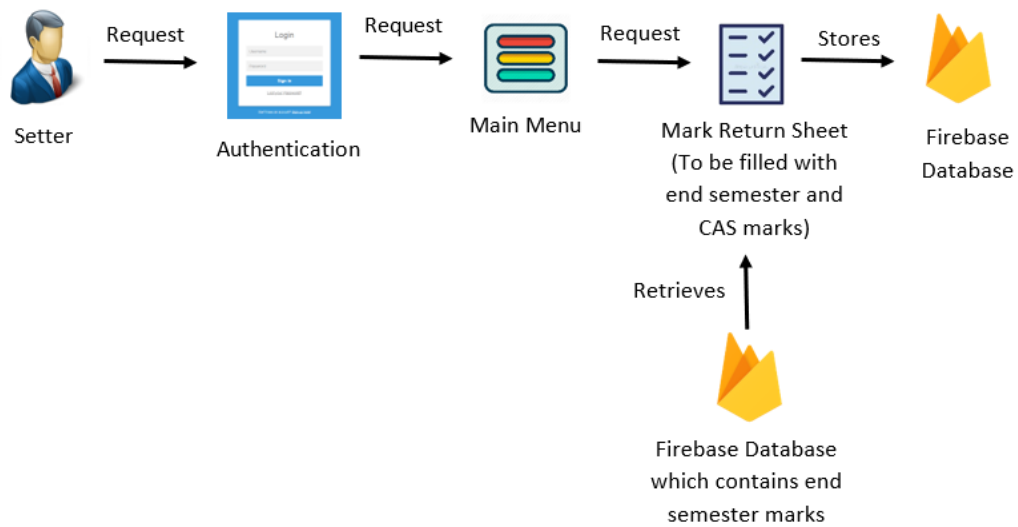 Setter
Request
Login
Sign in
Authentication
Request
Main Menu
Request
Mark Return Sheet
(To be filled with
end semester and
CAS marks)
Stores
Firebase
Database
Retrieves
Firebase Database
which contains end
semester marks